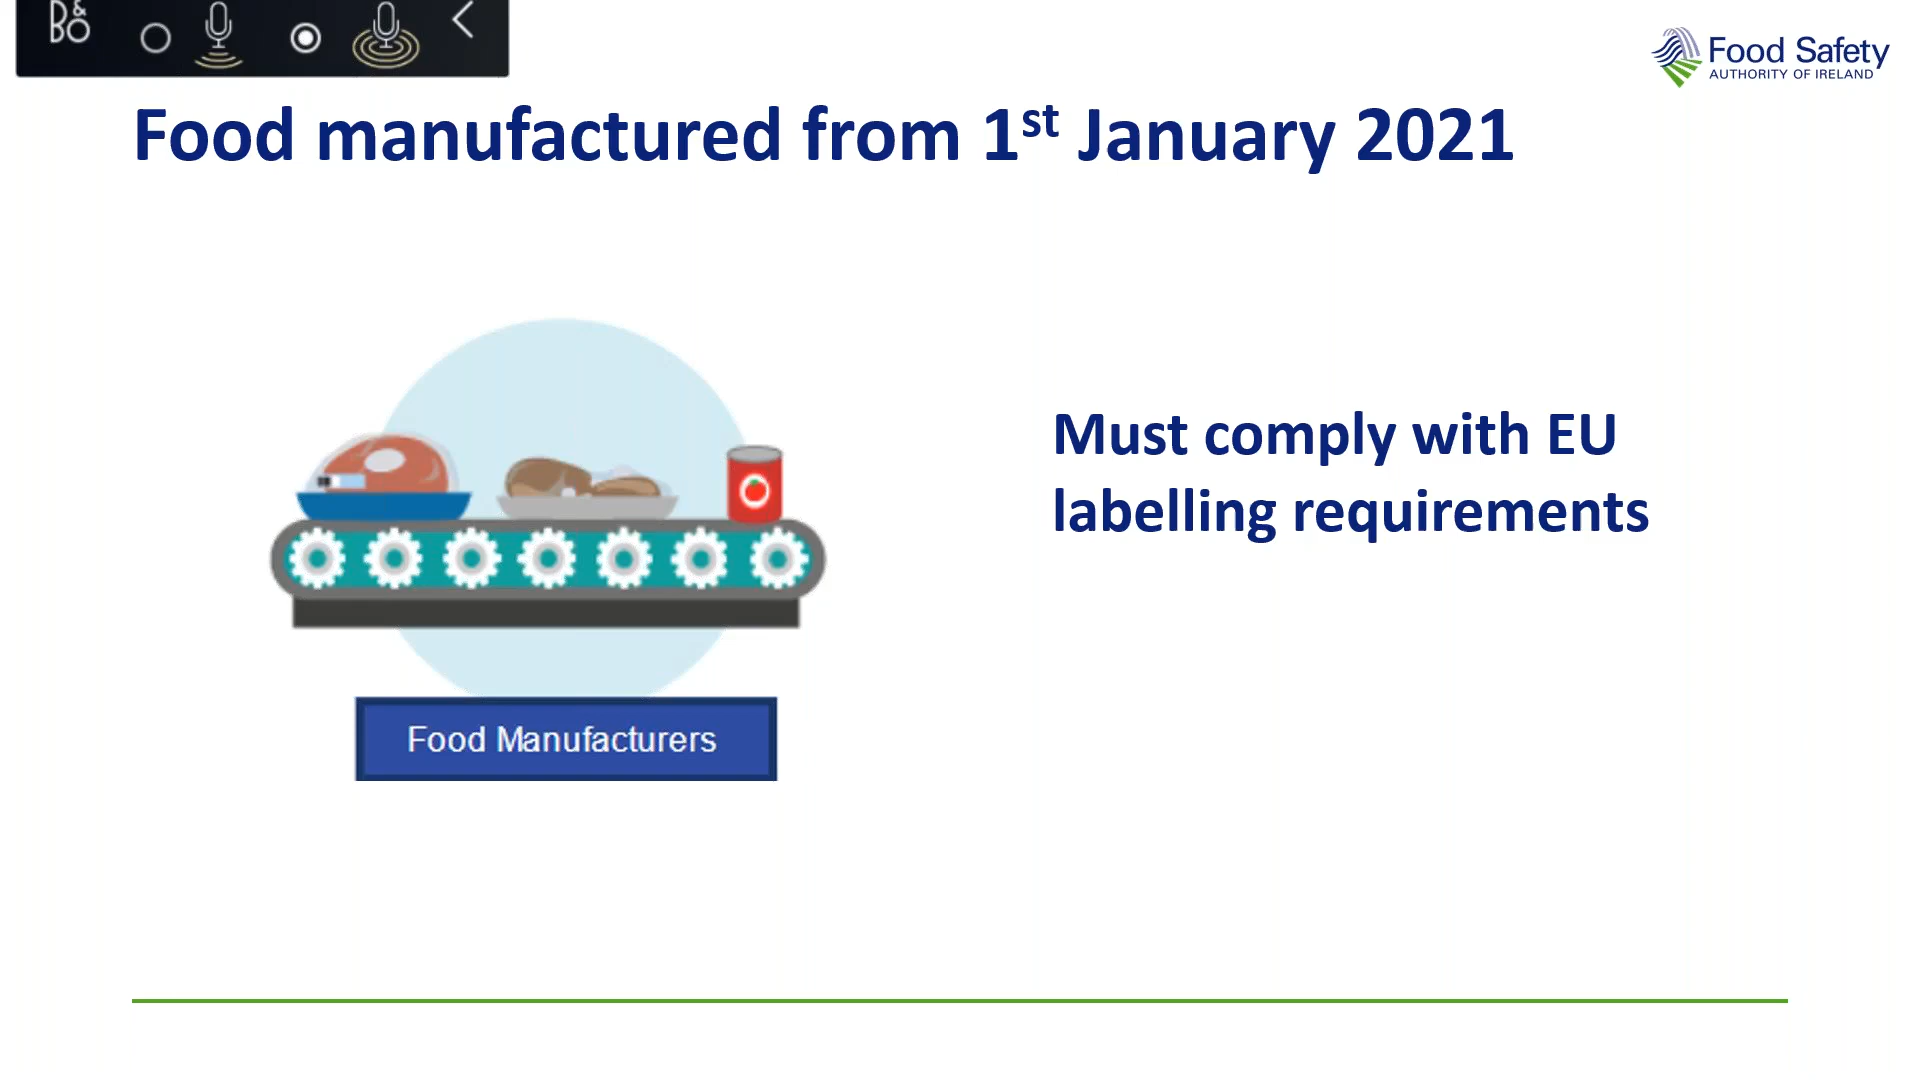 B&O
Food Safety
AUTHORITY OF IRELAND
Food manufactured from 1st January 2021
Must comply with EU
labelling requirements
Food Manufacturers